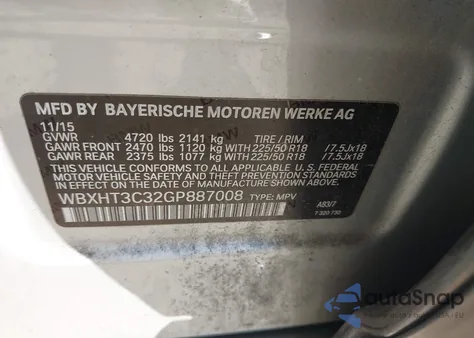 MFD BY BAYERISCHE MOTOREN WERKE AG
11/15
GVWR 4720 lbs 2141 kg TIRE / RIM
GAWR FRONT 2470 lbs 1120 kg WITH 225/50 R18 /7.5Jx18
GAWR REAR 2375 lbs 1077 kg WITH 225/50 R18 /7.5Jx18
THIS VEHICLE CONFORMS TO ALL APPLICABLE U. S. FEDERAL
MOTOR VEHICLE SAFETY AND THEFT PREVENTION STANDARDS
IN EFFECT ON THE DATE OF MANUFACTURE SHOWN ABOVE.
WBXHT3C32GP887008 TYPE: MPV A83/7
7 320 732
autoSnap